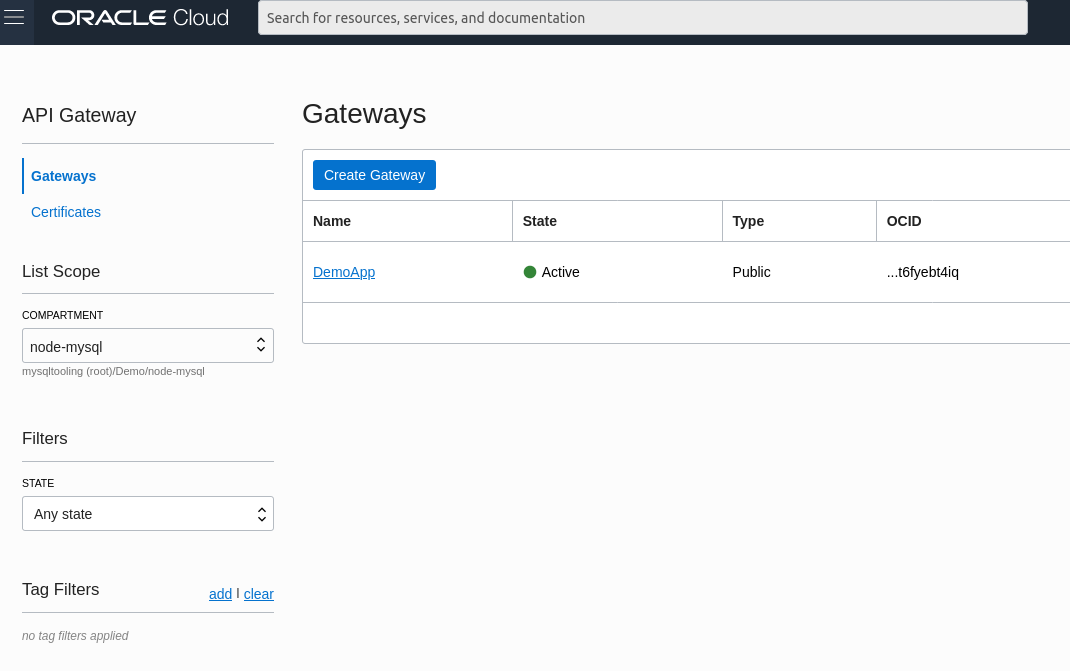 ORACLE Cloud
Search for resources, services, and documentation
API Gateway
Gateways
Certificates
List Scope
COMPARTMENT
node-mysql
mysqltooling (root)/Demo/node-mysql
Filters
STATE
Any state
Tag Filters add | clear
no tag filters applied
Gateways
Create Gateway
Name State Type OCID
DemoApp Active Public ...t6fyebt4iq